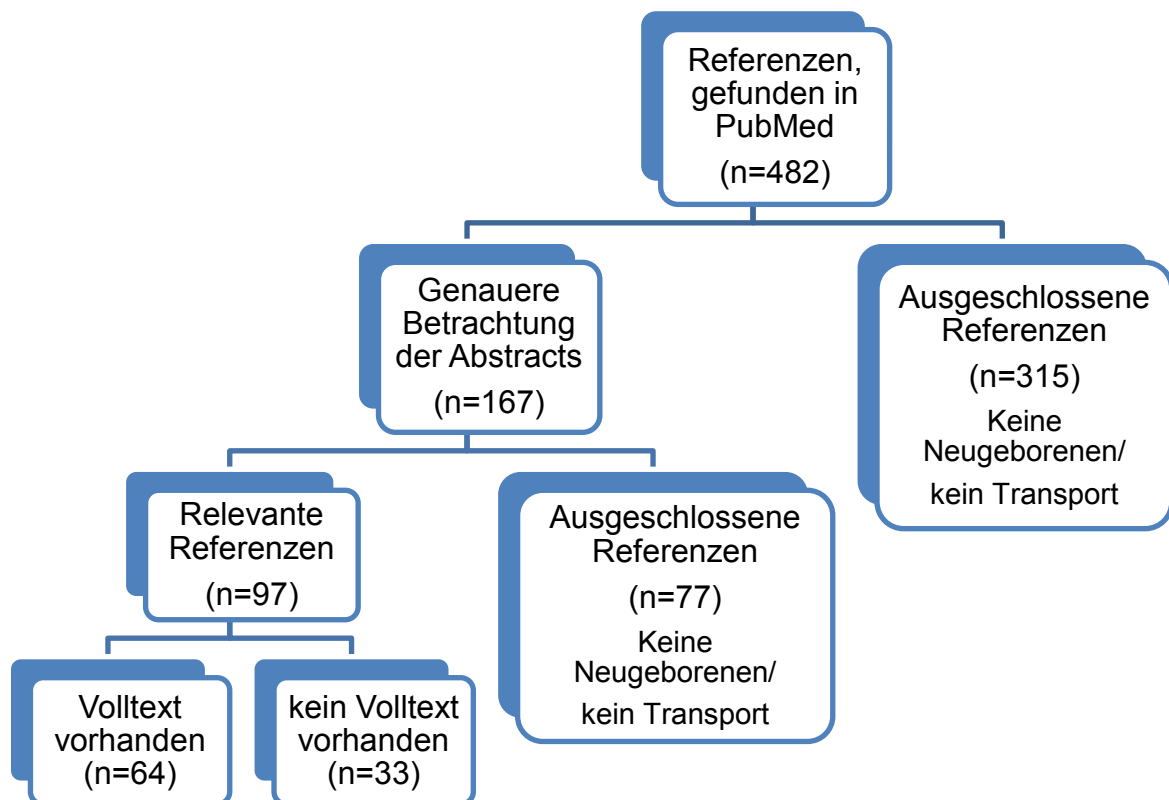 Referenzen,
gefunden in
PubMed
(n=482)
Genauere
Betrachtung
der Abstracts
(n=167)
Ausgeschlossene
Referenzen
(n=315)
Keine
Neugeborenen/
kein Transport
Relevante
Referenzen
(n=97)
Ausgeschlossene
Referenzen
(n=77)
Keine
Neugeborenen/
kein Transport
Volltext
vorhanden
(n=64)
kein Volltext
vorhanden
(n=33)